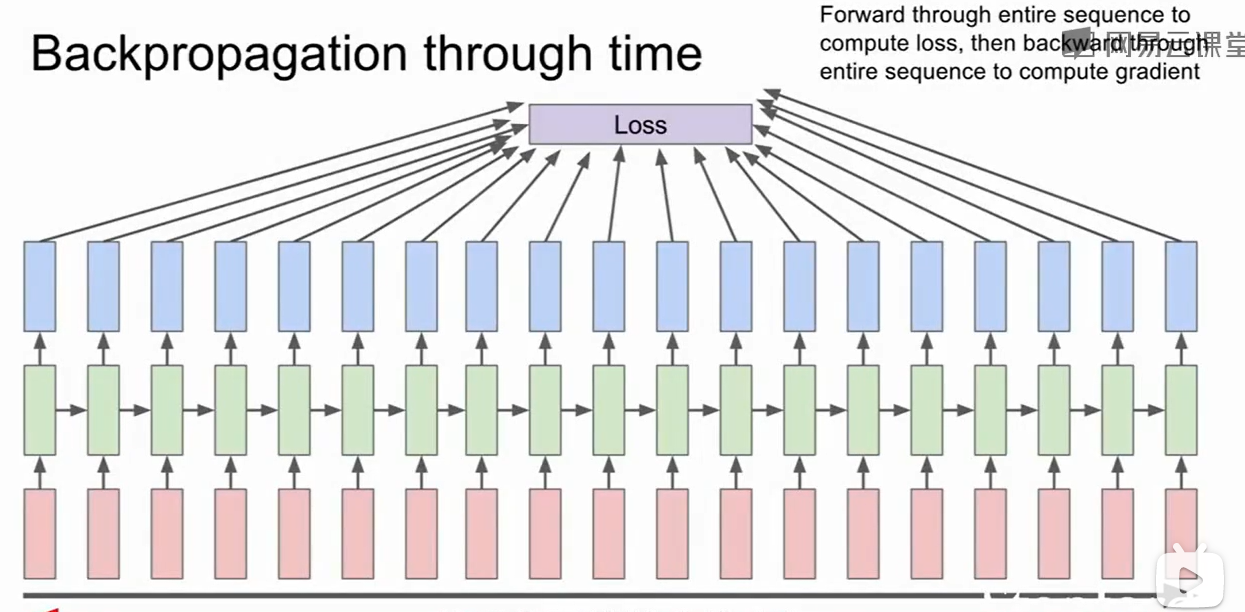 Backpropagation through time
Forward through entire sequence to
compute loss, then backward through
entire sequence to compute gradient
网易云课堂
Loss